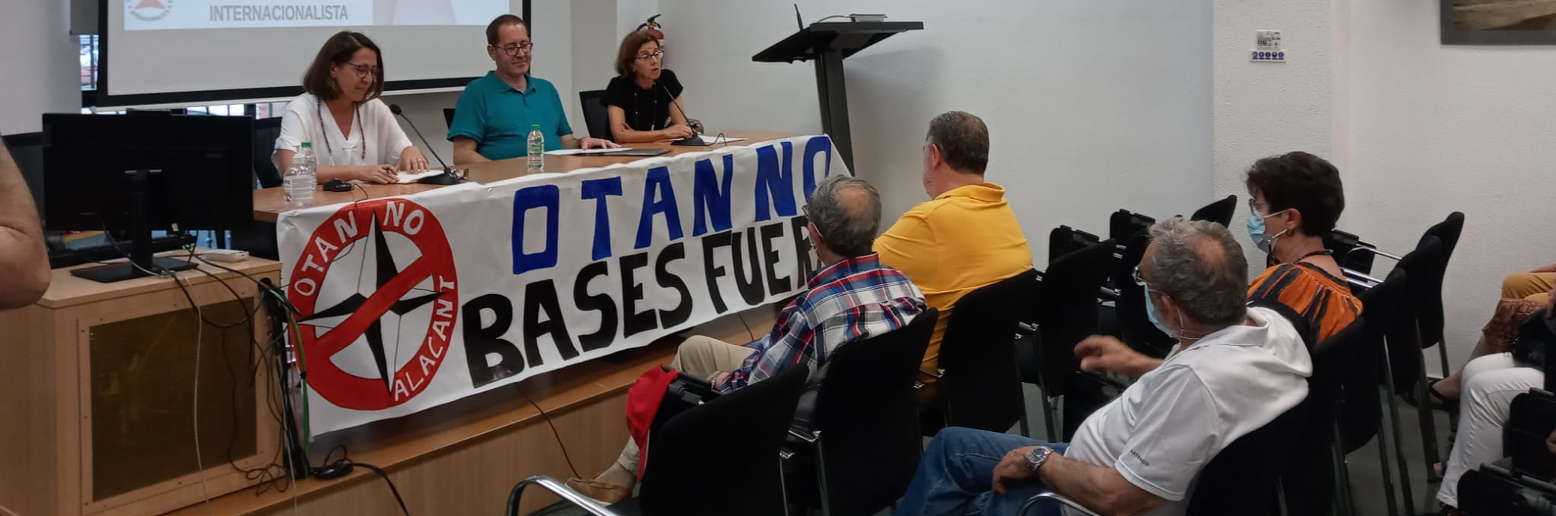 INTERNACIONALISTA
OTAN NO
BASES FUER
OTAN NO
ALACANT